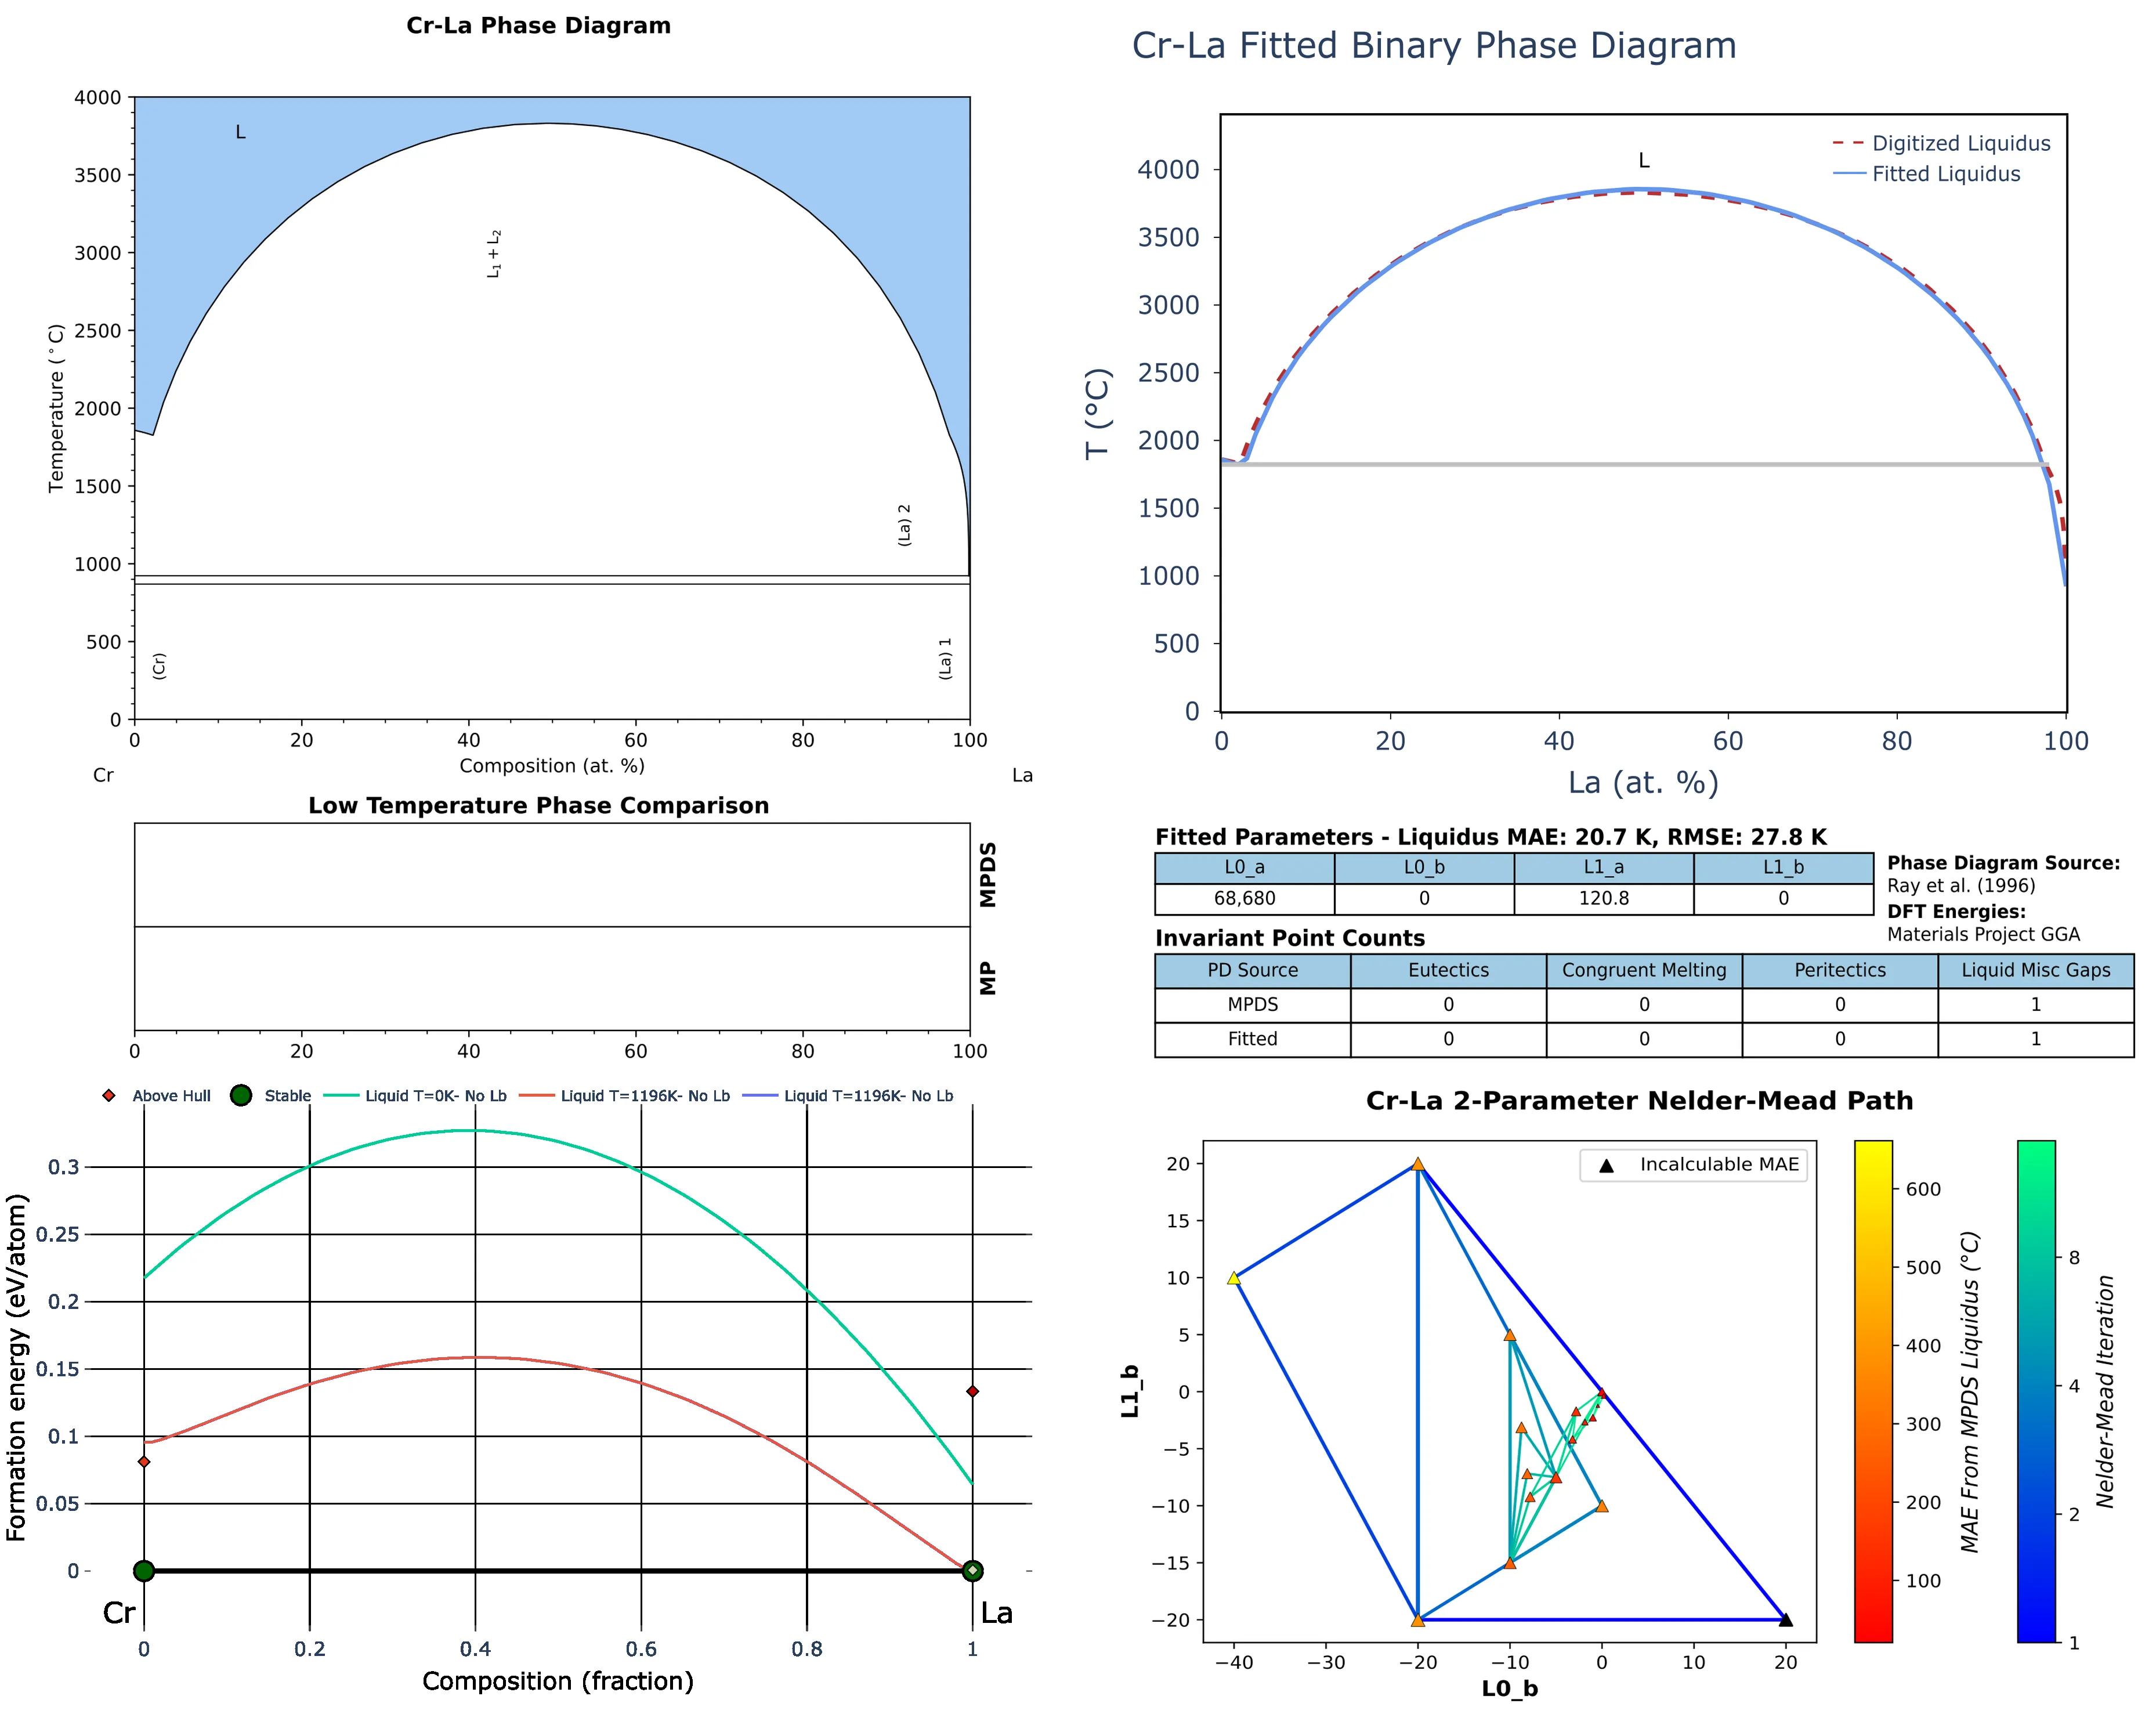 Cr-La Phase Diagram
4000
3500
3000
2500
2000
1500
1000
500
0
Temperature (°C)
L
L₁ + L₂
(La) 2
(Cr)
(La) 1
0 20 40 60 80 100
Composition (at. %)
Cr La
Cr-La Fitted Binary Phase Diagram
Digitized Liquidus
Fitted Liquidus
L
4000
3500
3000
2500
2000
1500
1000
500
0
T (°C)
0 20 40 60 80 100
La (at. %)
Low Temperature Phase Comparison
MPDS
MP
0 20 40 60 80 100
Fitted Parameters - Liquidus MAE: 20.7 K, RMSE: 27.8 K
L0_a L0_b L1_a L1_b
68,680 0 120.8 0
Phase Diagram Source:
Ray et al. (1996)
DFT Energies:
Materials Project GGA
Invariant Point Counts
PD Source Eutectics Congruent Melting Peritectics Liquid Misc Gaps
MPDS 0 0 0 1
Fitted 0 0 0 1
Above Hull Stable Liquid T=0K- No Lb Liquid T=1196K- No Lb Liquid T=1196K- No Lb
0.3
0.25
0.2
0.15
0.1
0.05
0
Formation energy (eV/atom)
Cr La
0 0.2 0.4 0.6 0.8 1
Composition (fraction)
Cr-La 2-Parameter Nelder-Mead Path
Incalculable MAE
20
15
10
5
0
−5
−10
−15
−20
L1_b
−40 −30 −20 −10 0 10 20
L0_b
600
500
400
300
200
100
MAE From MPDS Liquidus (°C)
8
4
2
1
Nelder-Mead Iteration